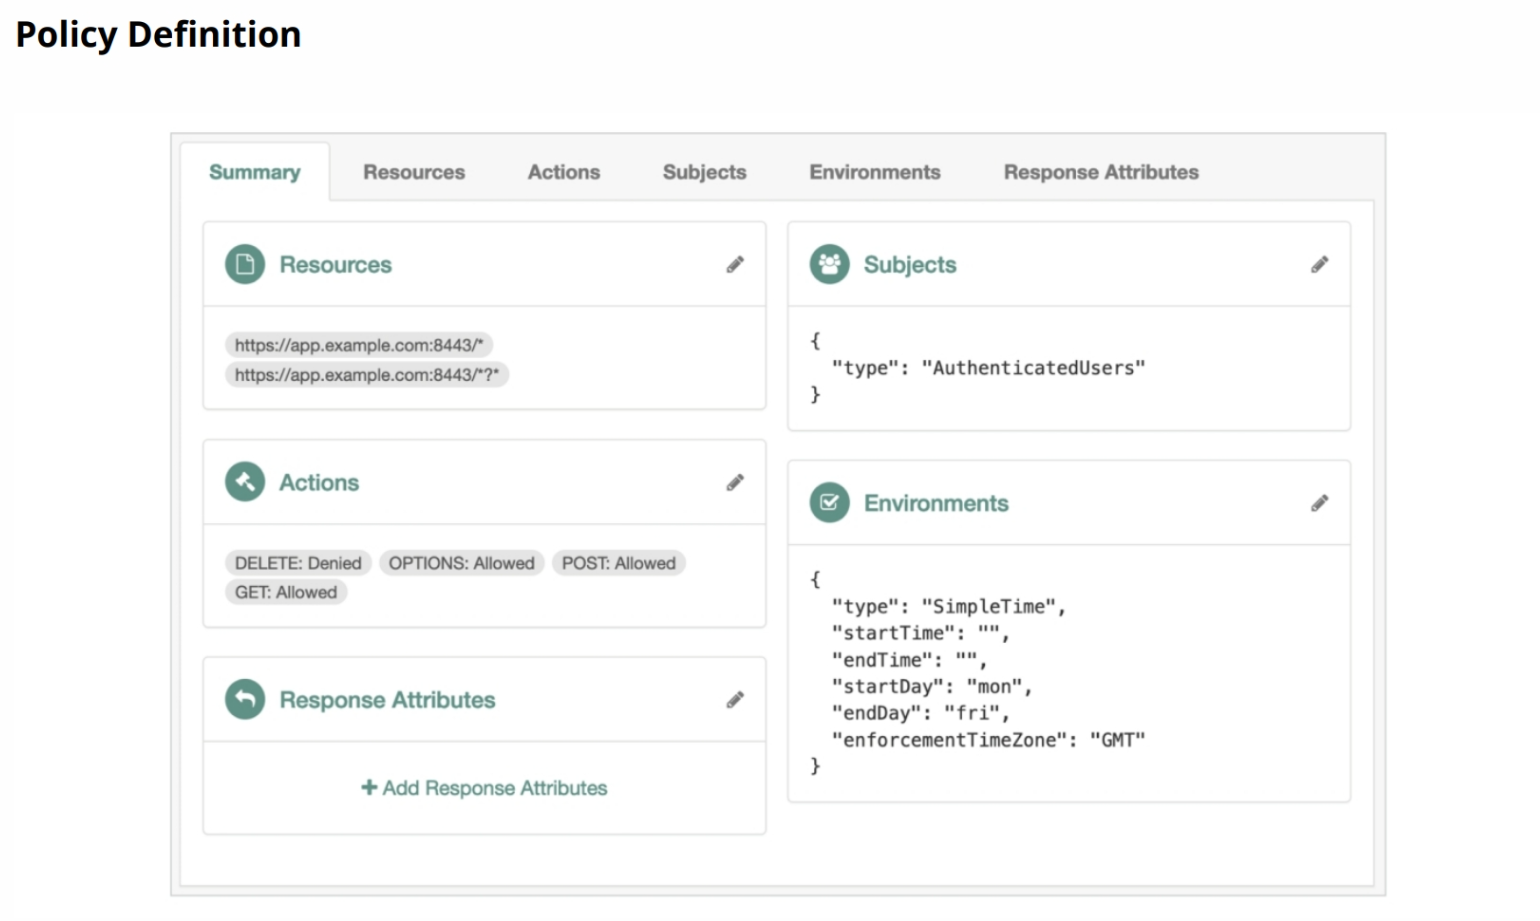 Policy Definition
Summary Resources Actions Subjects Environments Response Attributes
Resources
https://app.example.com:8443/*
https://app.example.com:8443/*?*
Actions
DELETE: Denied OPTIONS: Allowed POST: Allowed
GET: Allowed
Response Attributes
+ Add Response Attributes
Subjects
{
"type": "AuthenticatedUsers"
}
Environments
{
"type": "SimpleTime",
"startTime": "",
"endTime": "",
"startDay": "mon",
"endDay": "fri",
"enforcementTimeZone": "GMT"
}